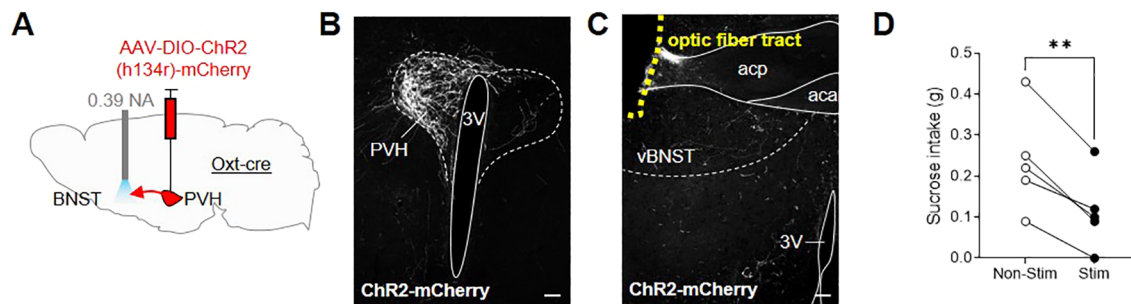 A
AAV-DIO-ChR2
(h134r)-mCherry
0.39 NA
Oxt-cre
BNST
PVH
B
3V
PVH
ChR2-mCherry
C
optic fiber tract
acp
aca
vBNST
3V
ChR2-mCherry
D
**
Sucrose intake (g)
0.5
0.4
0.3
0.2
0.1
0.0
Non-Stim
Stim